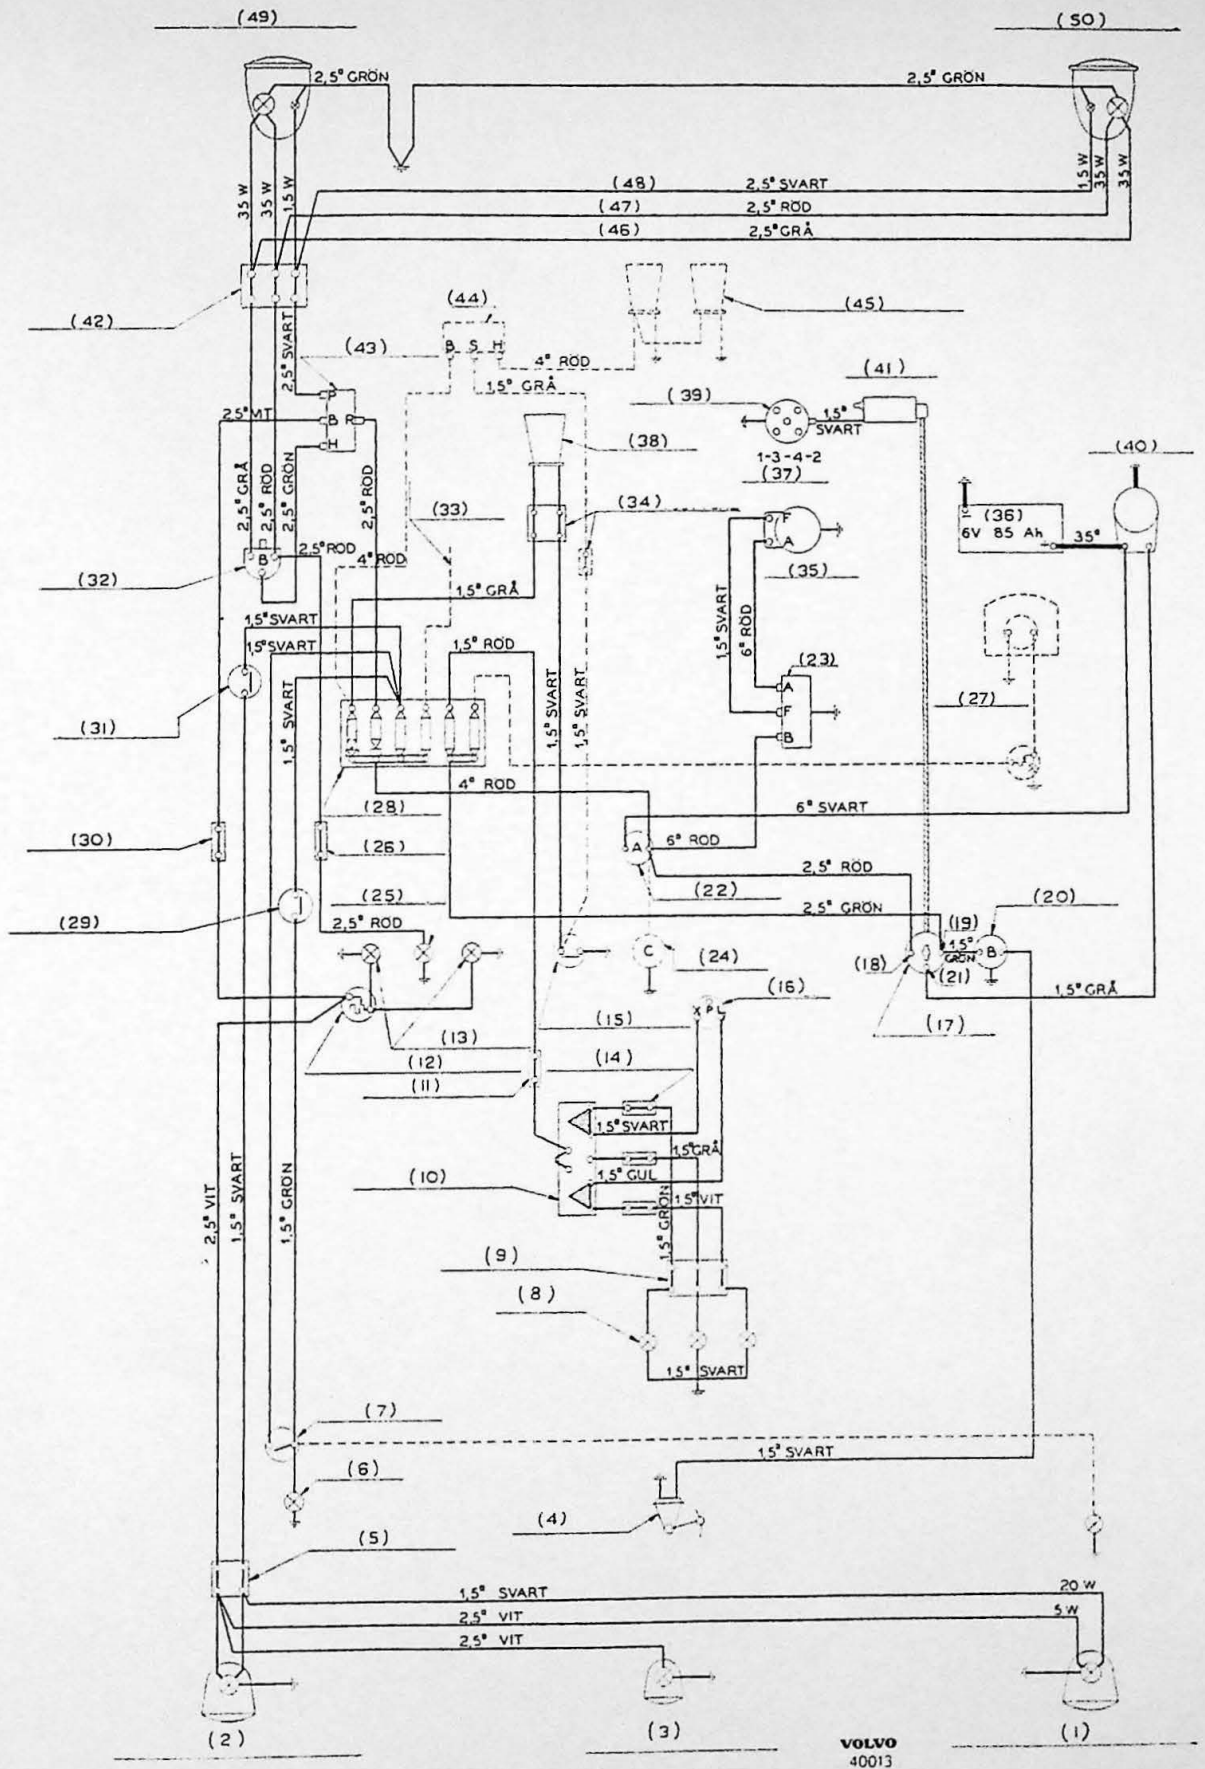 (49)
(50)
2,5° GRÖN
2,5° GRÖN
35 W
35 W
1,5 W
1,5 W
35 W
35 W
(48)
2,5° SVART
(47)
2,5° RÖD
(46)
2,5° GRÅ
(42)
(44)
(45)
(43)
B S H
4° RÖD
2,5° SVART
1,5° GRÅ
(41)
(39)
1,5°
SVART
2,5° VIT
P
B R
H
(38)
1-3-4-2
(37)
(40)
2,5° GRÅ
2,5° RÖD
2,5° GRÖN
2,5° RÖD
(33)
(34)
(36)
6V 85 Ah
35°
F
A
(35)
2,5° RÖD
4° RÖD
B
(32)
1,5° GRÅ
1,5° SVART
6° RÖD
1,5° SVART
1,5° SVART
1,5° RÖD
(23)
A
F
B
(27)
(31)
1,5° SVART
1,5° SVART
1,5° SVART
4° RÖD
6° SVART
(28)
(30)
(26)
A
6° RÖD
2,5° RÖD
(22)
(25)
2,5° RÖD
2,5° GRÖN
(20)
(29)
(19)
1,5°
GRÖN
B
C
(24)
(18)
(21)
1,5° GRÅ
(16)
X P L
(15)
(17)
(13)
(12)
(14)
(11)
1,5° SVART
1,5° GRÅ
1,5° GUL
(10)
1,5° VIT
1,5° GRÖN
2,5° VIT
1,5° SVART
1,5° GRÖN
(9)
(8)
1,5° SVART
(7)
1,5° SVART
(6)
(4)
(5)
1,5° SVART
20 W
2,5° VIT
5 W
2,5° VIT
(2)
(3)
(1)
VOLVO
40013